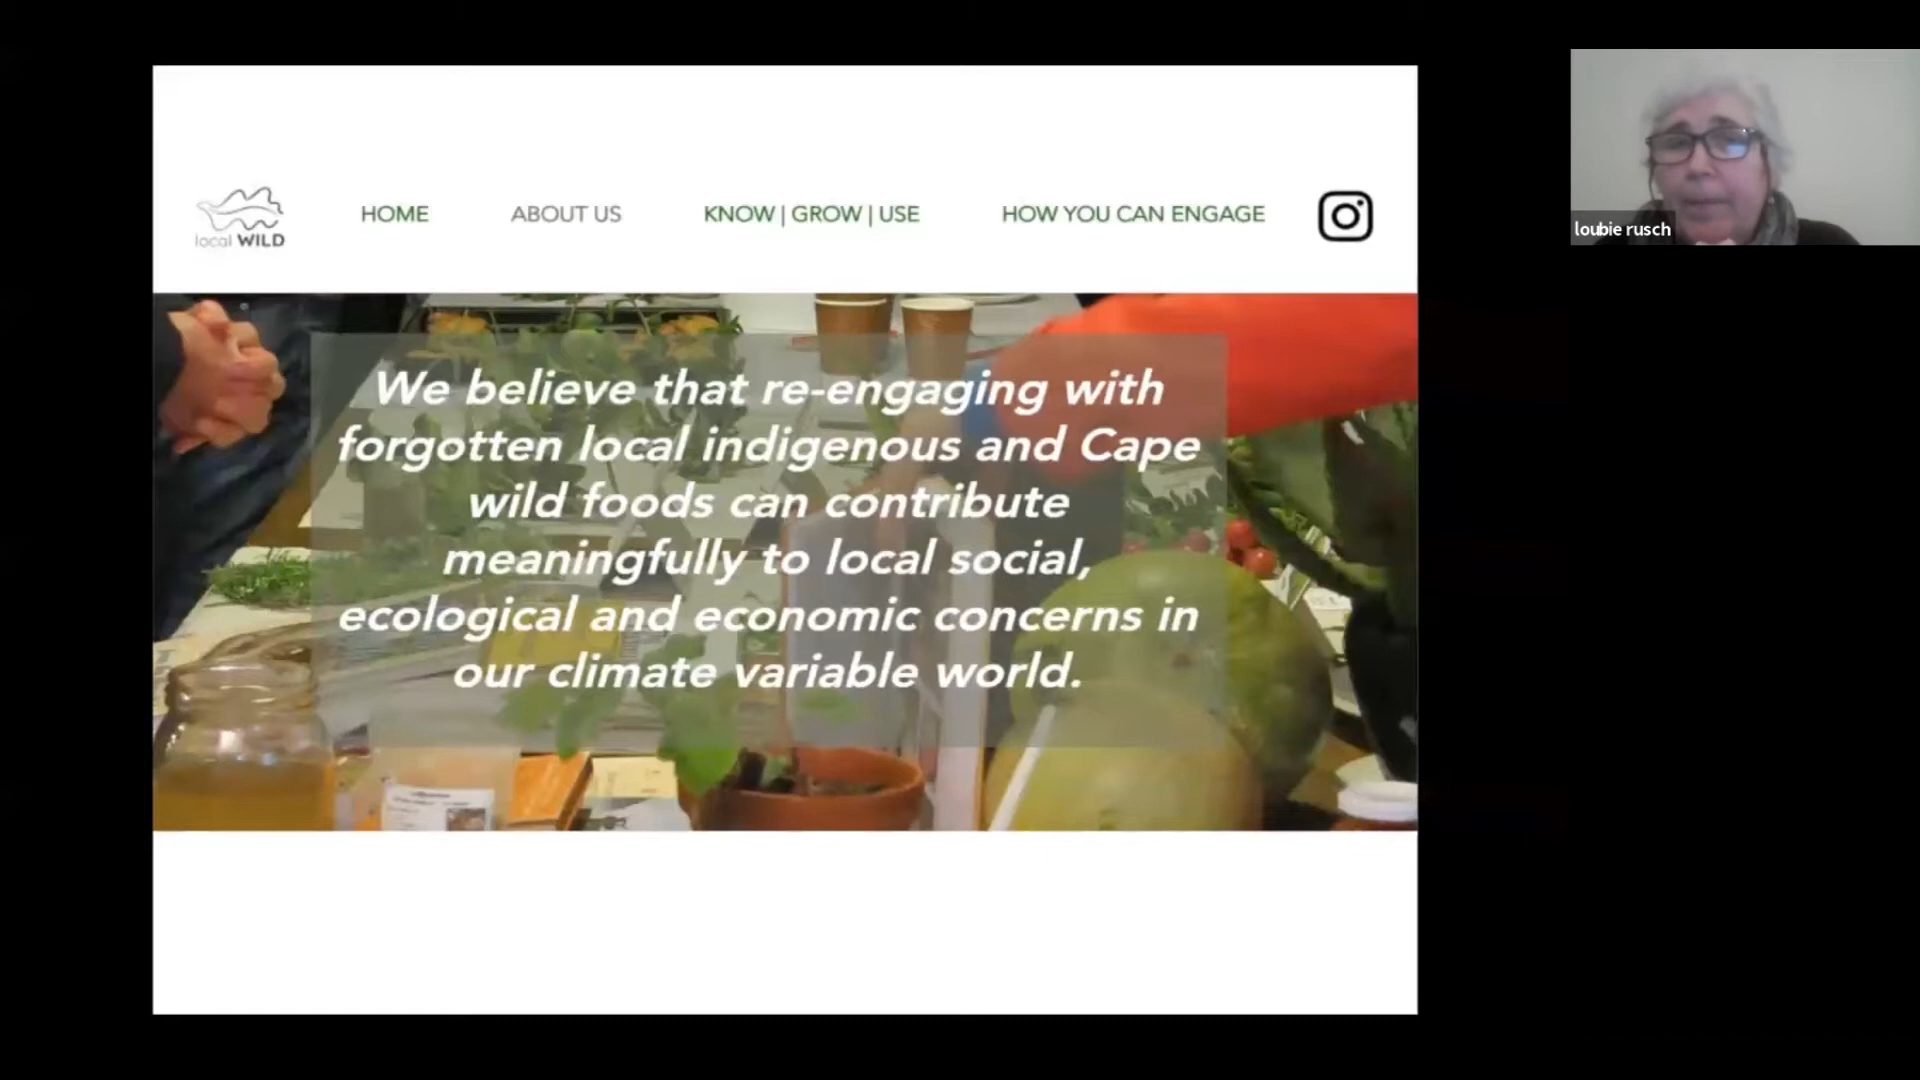 local WILD
HOME
ABOUT US
KNOW | GROW | USE
HOW YOU CAN ENGAGE
loubie rusch
We believe that re-engaging with
forgotten local indigenous and Cape
wild foods can contribute
meaningfully to local social,
ecological and economic concerns in
our climate variable world.